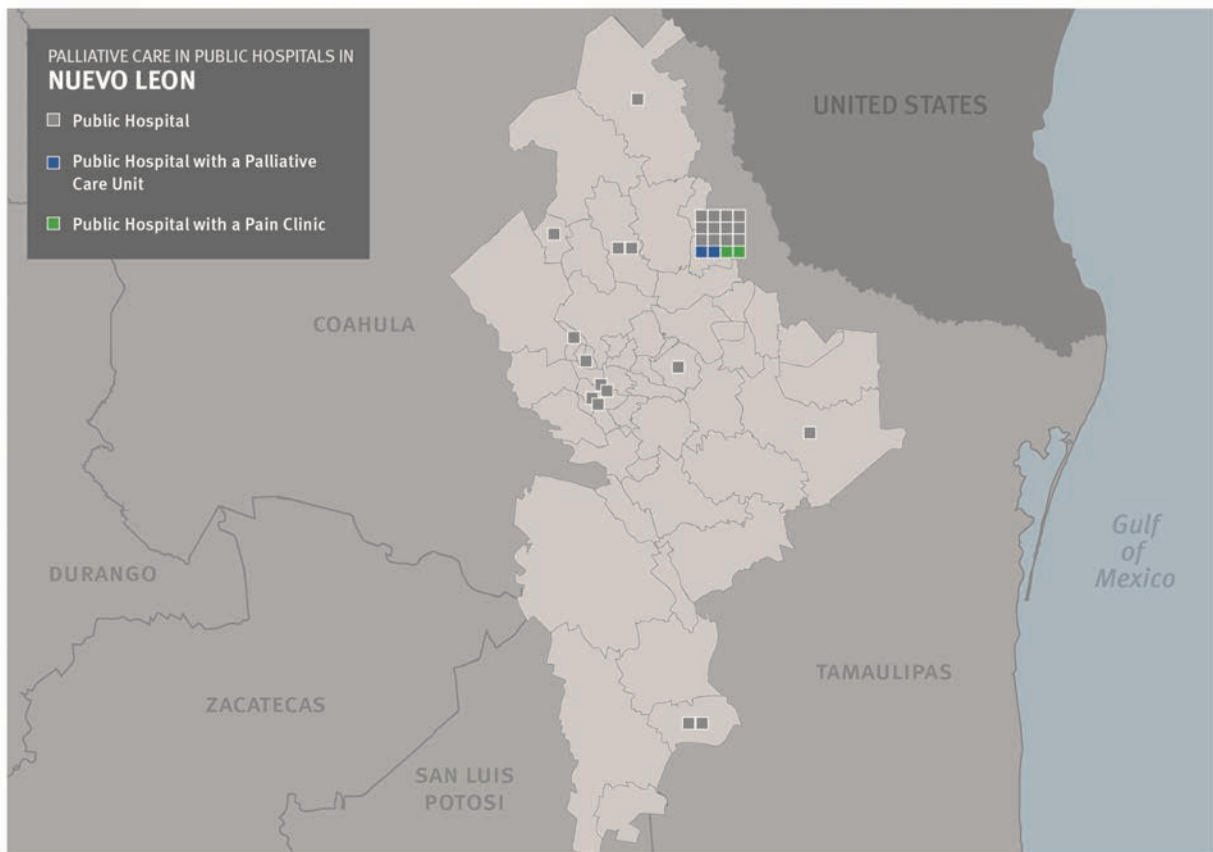 PALLIATIVE CARE IN PUBLIC HOSPITALS IN
NUEVO LEON
Public Hospital
Public Hospital with a Palliative
Care Unit
Public Hospital with a Pain Clinic
UNITED STATES
COAHULA
DURANGO
Gulf
of
Mexico
ZACATECAS
TAMAULIPAS
SAN LUIS
POTOSI